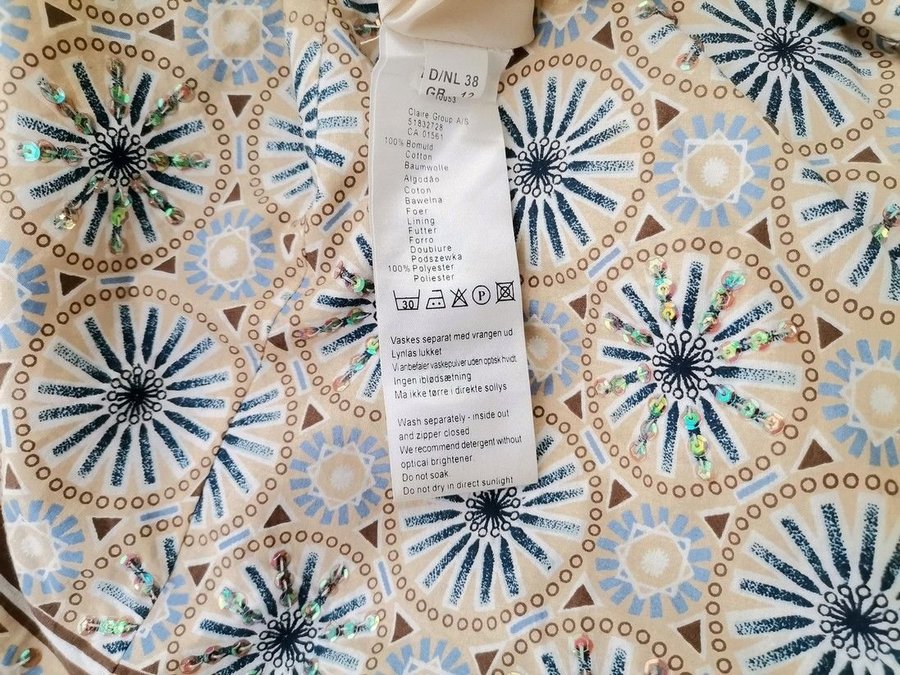 D/NL 38
GB 12
Claire Group A/S
51832728
CA 01561
100% Bomuld
Cotton
Baumwolle
Algodão
Coton
Bawełna
Foer
Lining
Futter
Forro
Doublure
Podszewka
100% Polyester
Poliester
30
P
Vaskes separat med vrangen ud
Lynlas lukket
Vi anbefaler vaskepulver uden optisk hvidt.
Ingen iblødsætning
Ma ikke tørre i direkte sollys
Wash separately - inside out
and zipper closed
We recommend detergent without
optical brightener.
Do not soak
Do not dry in direct sunlight